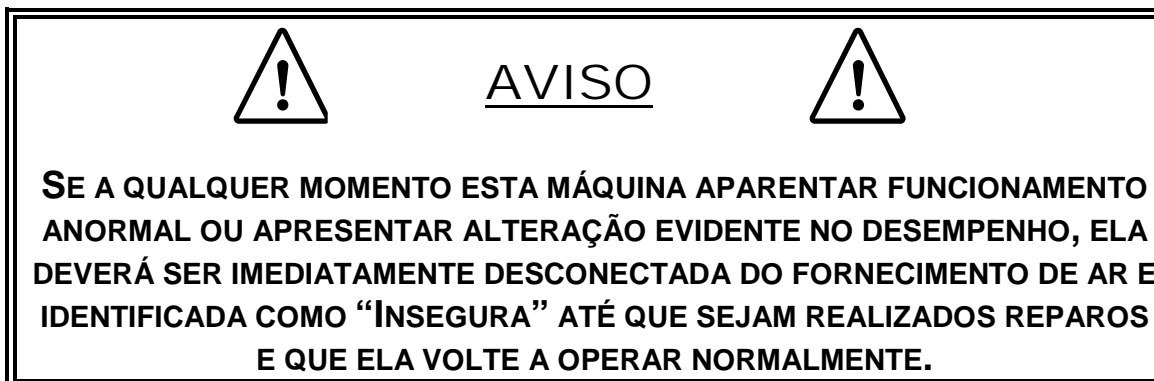 AVISO
SE A QUALQUER MOMENTO ESTA MÁQUINA APARENTAR FUNCIONAMENTO
ANORMAL OU APRESENTAR ALTERAÇÃO EVIDENTE NO DESEMPENHO, ELA
DEVERÁ SER IMEDIATAMENTE DESCONECTADA DO FORNECIMENTO DE AR E
IDENTIFICADA COMO “INSEGURA” ATÉ QUE SEJAM REALIZADOS REPAROS
E QUE ELA VOLTE A OPERAR NORMALMENTE.